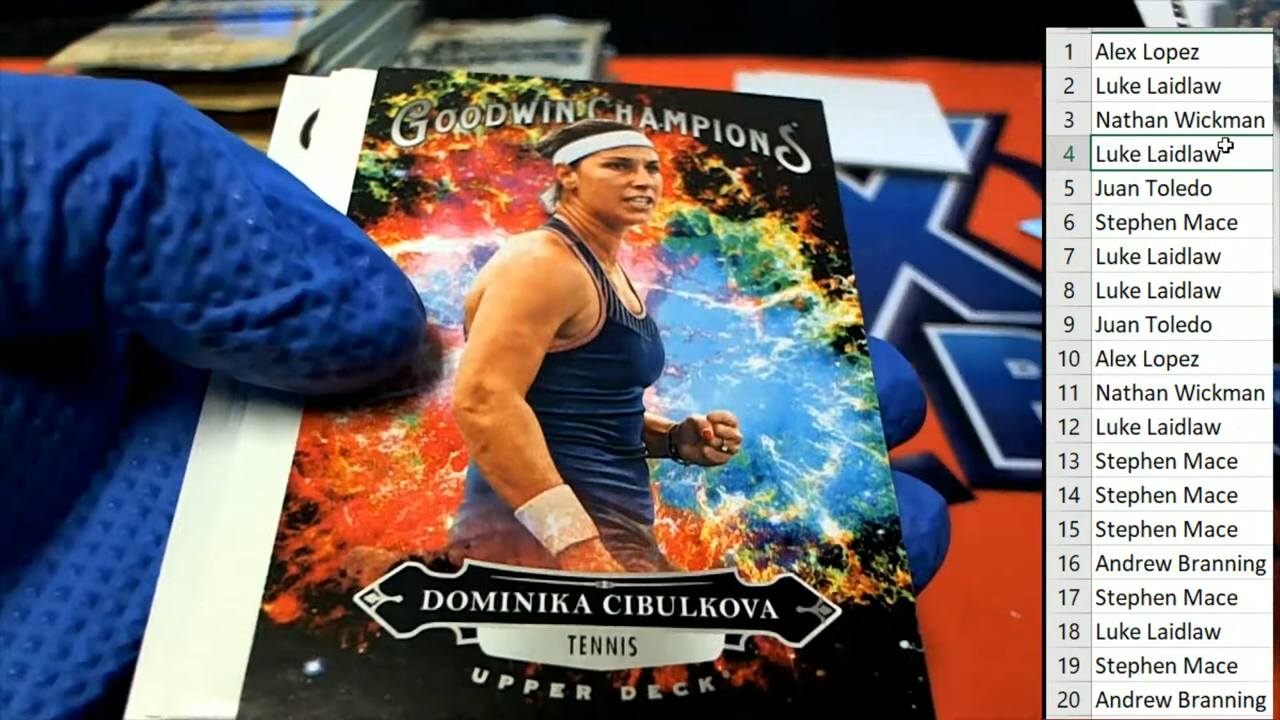 GOODWIN CHAMPIONS
DOMINIKA CIBULKOVA
TENNIS
UPPER DECK
1 Alex Lopez
2 Luke Laidlaw
3 Nathan Wickman
4 Luke Laidlaw
5 Juan Toledo
6 Stephen Mace
7 Luke Laidlaw
8 Luke Laidlaw
9 Juan Toledo
10 Alex Lopez
11 Nathan Wickman
12 Luke Laidlaw
13 Stephen Mace
14 Stephen Mace
15 Stephen Mace
16 Andrew Branning
17 Stephen Mace
18 Luke Laidlaw
19 Stephen Mace
20 Andrew Branning